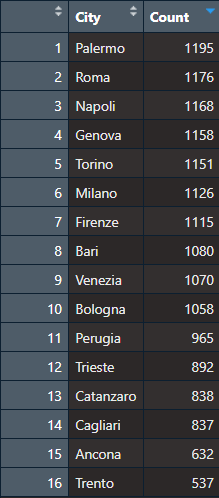 City Count
1 Palermo 1195
2 Roma 1176
3 Napoli 1168
4 Genova 1158
5 Torino 1151
6 Milano 1126
7 Firenze 1115
8 Bari 1080
9 Venezia 1070
10 Bologna 1058
11 Perugia 965
12 Trieste 892
13 Catanzaro 838
14 Cagliari 837
15 Ancona 632
16 Trento 537